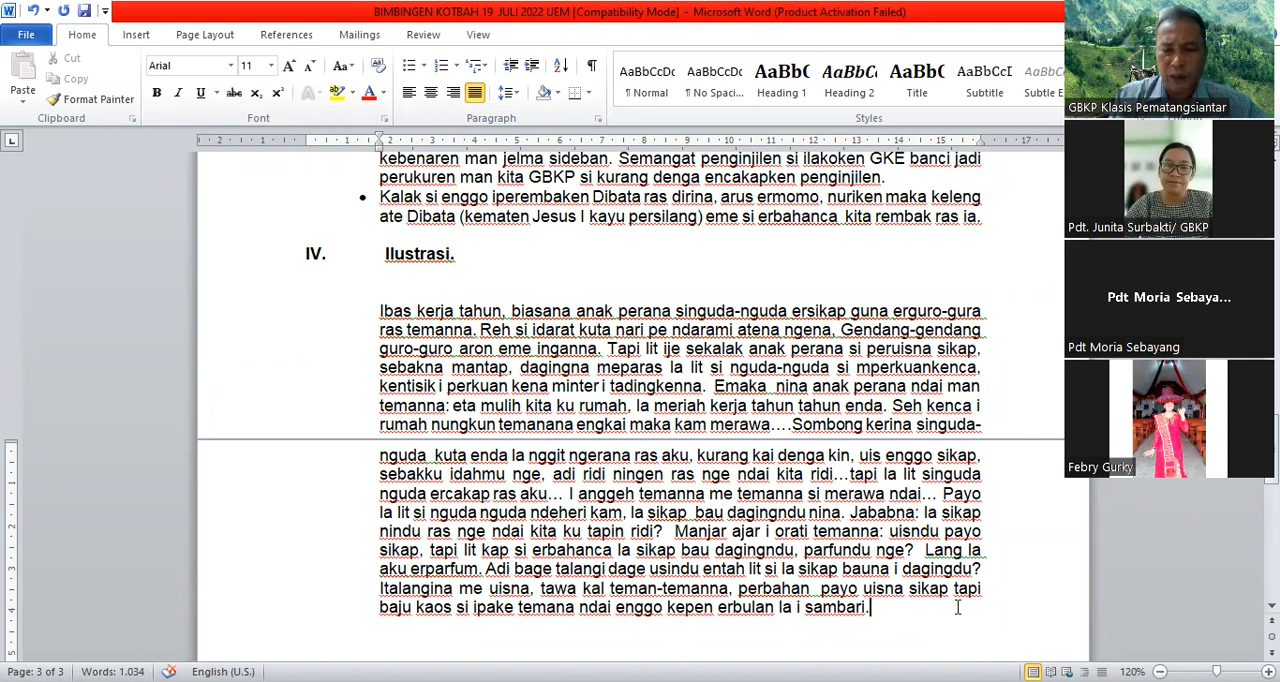 BIMBINGEN KOTBAH 19 JULI 2022 UEM [Compatibility Mode] - Microsoft Word (Product Activation Failed)
File Home Insert Page Layout References Mailings Review View
Cut
Copy
Format Painter
Paste
Clipboard
Arial 11
Font
Paragraph
AaBbCcDc AaBbCcDc AaBbC AaBbCc AaBbC AaBbCcD AaBbCcD
¶ Normal ¶ No Spaci... Heading 1 Heading 2 Title Subtitle Subtle E
Styles
kebenaren man jelma sideban. Semangat penginjilen si ilakoken GKE banci jadi
perukuren man kita GBKP si kurang denga encakapken penginjilen.
• Kalak si enggo iperembaken Dibata ras dirina, arus ermomo, nuriken maka keleng
ate Dibata (kematen Jesus I kayu persilang) eme si erbahanca kita rembak ras ia.
IV. Ilustrasi.
Ibas kerja tahun, biasana anak perana singuda-nguda ersikap guna erguro-gura
ras temanna. Reh si idarat kuta nari pe ndarami atena ngena, Gendang-gendang
guro-guro aron eme inganna. Tapi lit ije sekalak anak perana si peruisna sikap,
sebakna mantap, dagingna meparas la lit si nguda-nguda si mperkuankenca,
kentisik i perkuan kena minter i tadingkenna. Emaka nina anak perana ndai man
temanna: eta mulih kita ku rumah, la meriah kerja tahun tahun enda. Seh kenca i
rumah nungkun temanana engkai maka kam merawa….Sombong kerina singuda-
nguda kuta enda la nggit ngerana ras aku, kurang kai denga kin, uis enggo sikap,
sebakku idahmu nge, adi ridi ningen ras nge ndai kita ridi…tapi la lit singuda
nguda ercakap ras aku… I anggeh temanna me temanna si merawa ndai… Payo
la lit si nguda nguda ndeheri kam, la sikap bau dagingndu nina. Jababna: la sikap
nindu ras nge ndai kita ku tapin ridi? Manjar ajar i orati temanna: uisndu payo
sikap, tapi lit kap si erbahanca la sikap bau dagingndu, parfundu nge? Lang la
aku erparfum. Adi bage talangi dage usindu entah lit si la sikap bauna i dagingdu?
Italangina me uisna, tawa kal teman-temanna, perbahan payo uisna sikap tapi
baju kaos si ipake temana ndai enggo kepen erbulan la i sambari.
GBKP Klasis Pematangsiantar
Pdt. Junita Surbakti/ GBKP
Pdt Moria Sebaya...
Pdt Moria Sebayang
Febry Gurky
Page: 3 of 3 Words: 1.034 English (U.S.) 120%